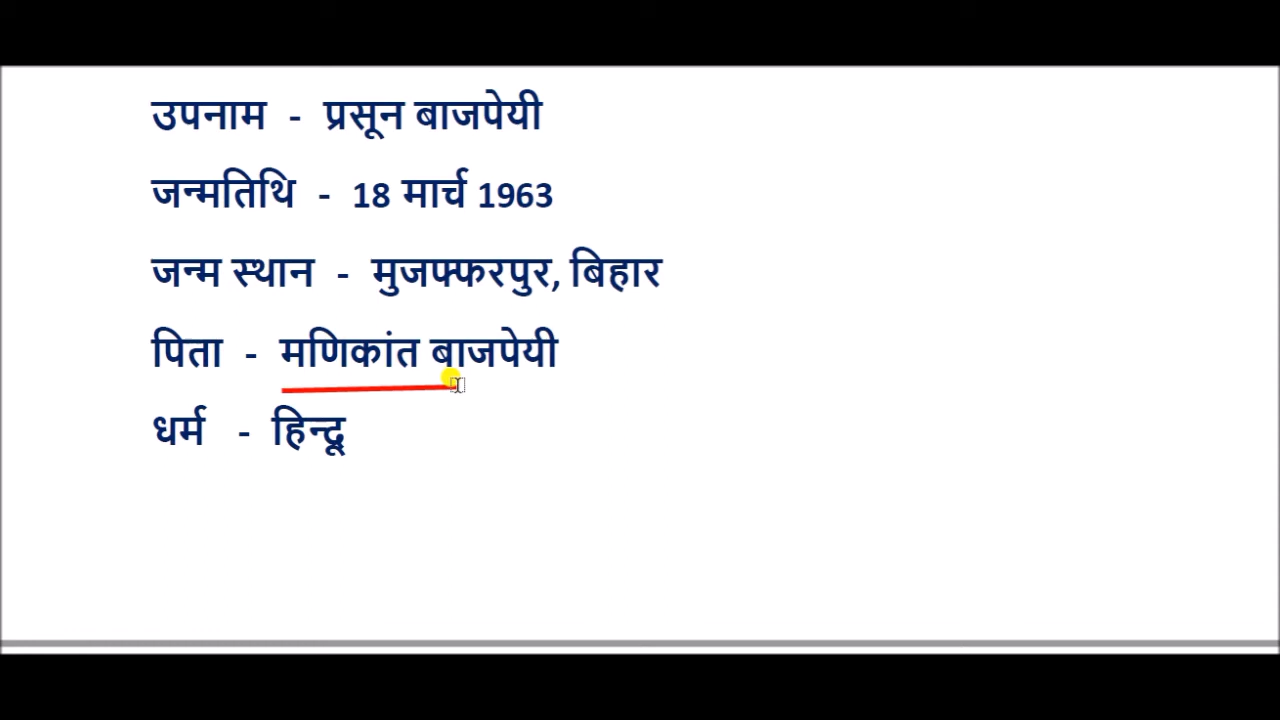 उपनाम - प्रसून बाजपेयी
जन्मतिथि - 18 मार्च 1963
जन्म स्थान - मुजफ्फरपुर, बिहार
पिता - मणिकांत बाजपेयी
धर्म - हिन्दू